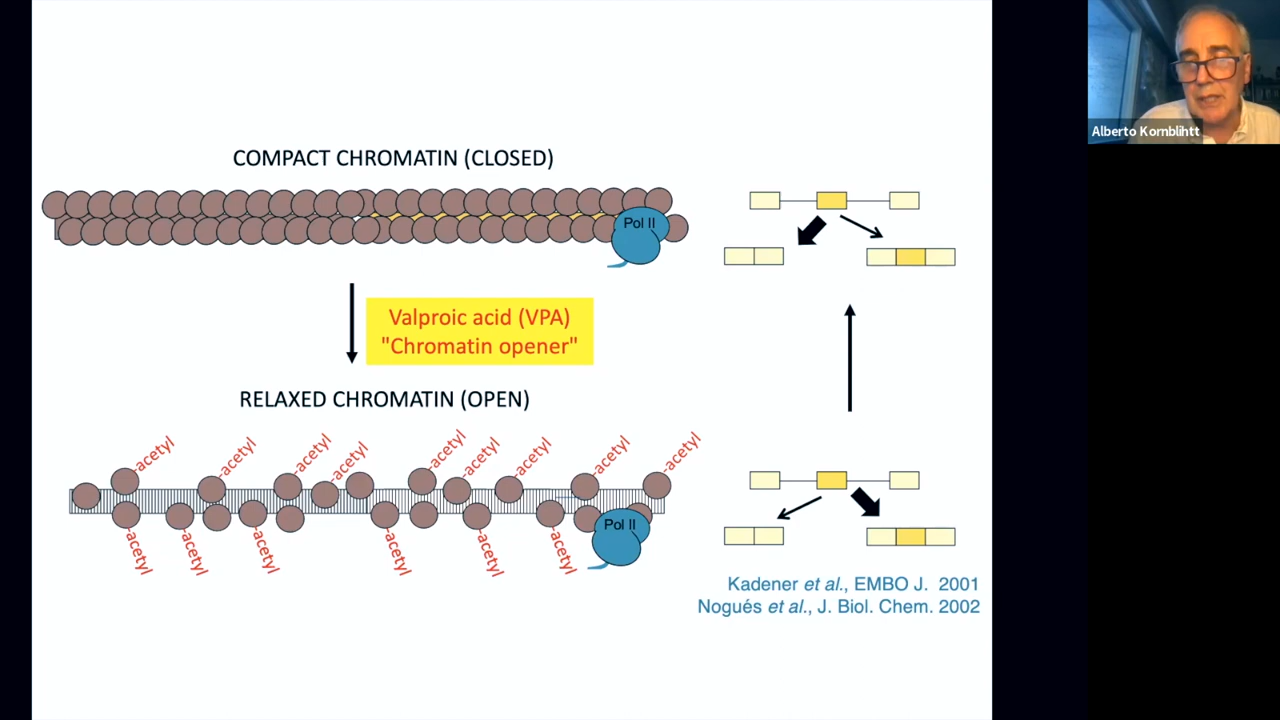 COMPACT CHROMATIN (CLOSED)
Pol II
Valproic acid (VPA)
"Chromatin opener"
RELAXED CHROMATIN (OPEN)
-acetyl
-acetyl
-acetyl
-acetyl
-acetyl
-acetyl
-acetyl
-acetyl
-acetyl
Pol II
-acetyl
-acetyl
-acetyl
-acetyl
-acetyl
-acetyl
Kadener et al., EMBO J. 2001
Nogués et al., J. Biol. Chem. 2002
Alberto Kornblihtt